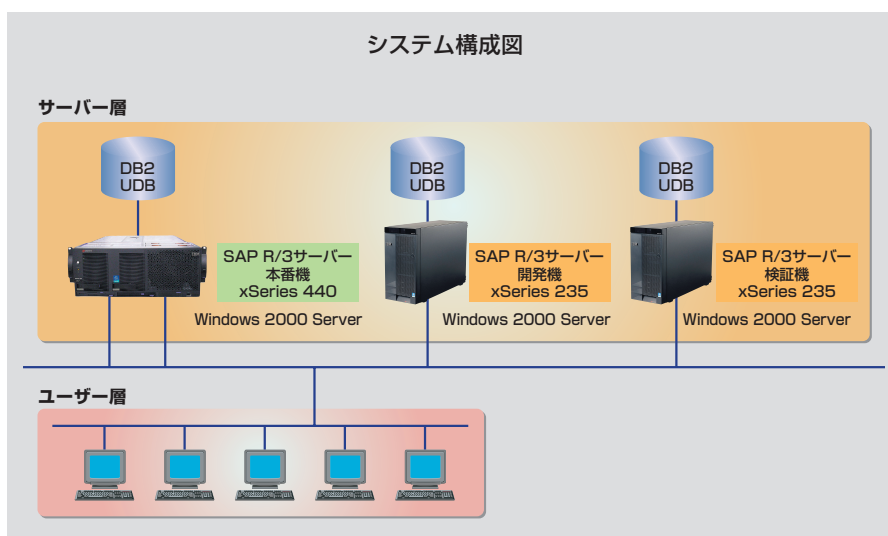 システム構成図
サーバー層
DB2
UDB
DB2
UDB
DB2
UDB
SAP R/3サーバー
本番機
xSeries 440
SAP R/3サーバー
開発機
xSeries 235
SAP R/3サーバー
検証機
xSeries 235
Windows 2000 Server
Windows 2000 Server
Windows 2000 Server
ユーザー層